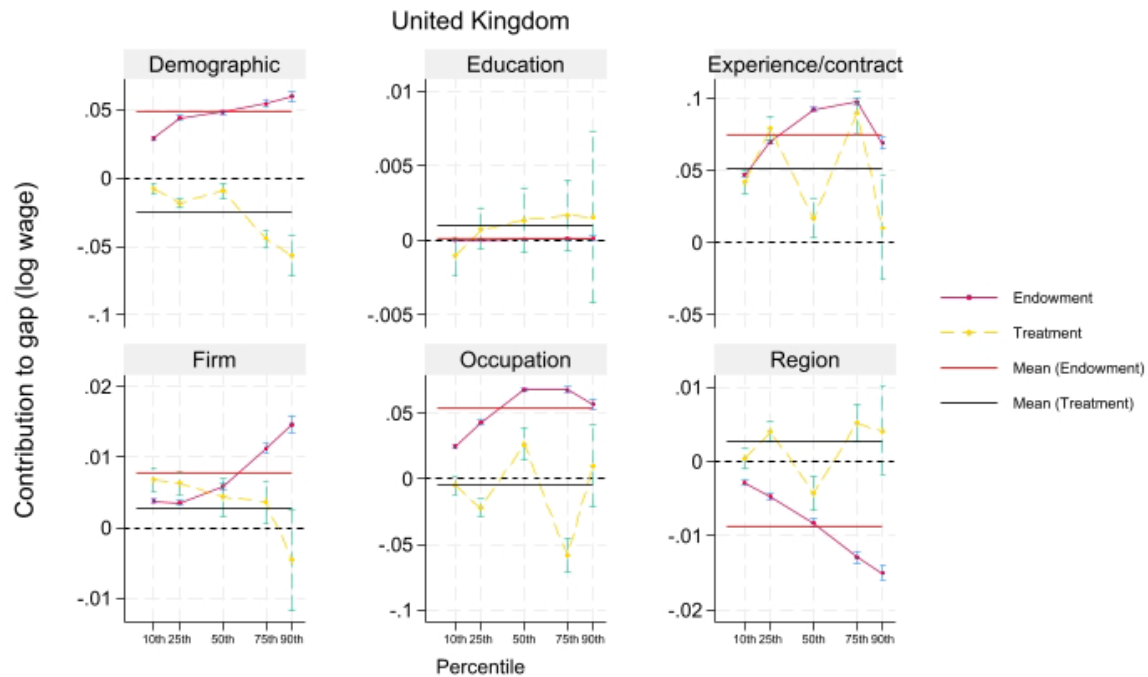 United Kingdom
Contribution to gap (log wage)
Demographic
.05
0
-.05
-.1
Education
.01
.005
0
-.005
Experience/contract
.1
.05
0
-.05
Firm
.02
.01
0
-.01
10th 25th 50th 75th 90th
Occupation
.05
0
-.05
-.1
10th 25th 50th 75th 90th
Region
.01
0
-.01
-.02
10th 25th 50th 75th 90th
Percentile
Endowment
Treatment
Mean (Endowment)
Mean (Treatment)